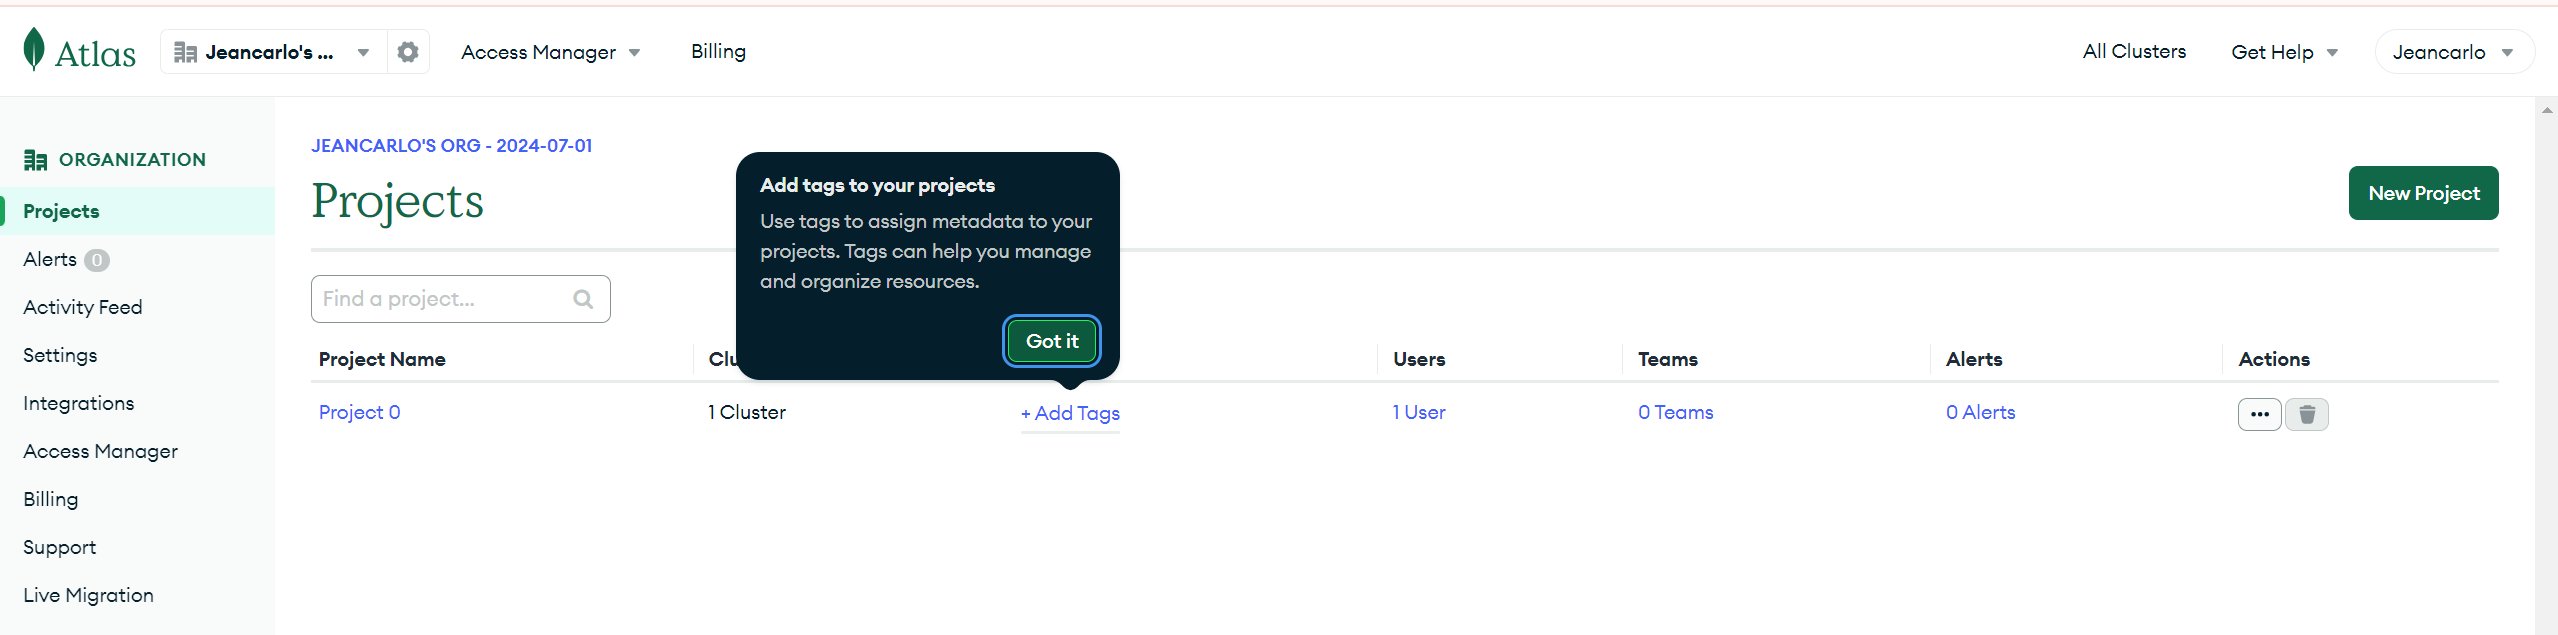 Atlas
Jeancarlo's ...
Access Manager
Billing
All Clusters
Get Help
Jeancarlo
ORGANIZATION
Projects
Alerts 0
Activity Feed
Settings
Integrations
Access Manager
Billing
Support
Live Migration
JEANCARLO'S ORG - 2024-07-01
Projects
New Project
Add tags to your projects
Use tags to assign metadata to your
projects. Tags can help you manage
and organize resources.
Got it
Find a project...
Project Name Clu Users Teams Alerts Actions
Project 0 1 Cluster + Add Tags 1 User 0 Teams 0 Alerts